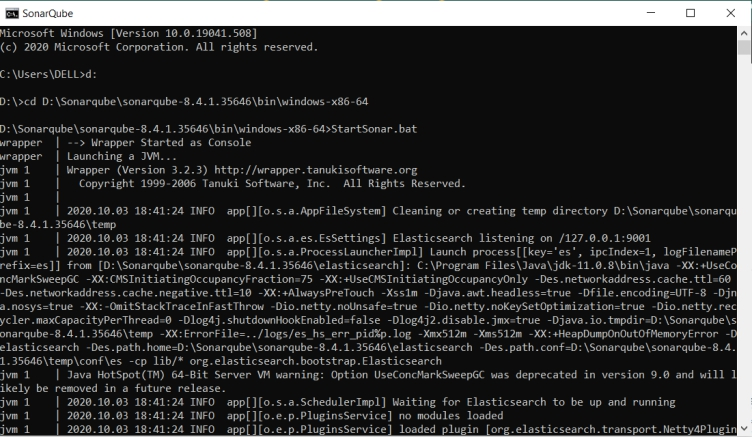 SonarQube
Microsoft Windows [Version 10.0.19041.508]
(c) 2020 Microsoft Corporation. All rights reserved.
C:\Users\DELL>d:
D:\>cd D:\Sonarqube\sonarqube-8.4.1.35646\bin\windows-x86-64
D:\Sonarqube\sonarqube-8.4.1.35646\bin\windows-x86-64>StartSonar.bat
wrapper  | --> Wrapper Started as Console
wrapper  | Launching a JVM...
jvm 1    | Wrapper (Version 3.2.3) http://wrapper.tanukisoftware.org
jvm 1    |   Copyright 1999-2006 Tanuki Software, Inc.  All Rights Reserved.
jvm 1    |
jvm 1    | 2020.10.03 18:41:24 INFO  app[][o.s.a.AppFileSystem] Cleaning or creating temp directory D:\Sonarqube\sonarqu
be-8.4.1.35646\temp
jvm 1    | 2020.10.03 18:41:24 INFO  app[][o.s.a.es.EsSettings] Elasticsearch listening on /127.0.0.1:9001
jvm 1    | 2020.10.03 18:41:24 INFO  app[][o.s.a.ProcessLauncherImpl] Launch process[[key='es', ipcIndex=1, logFilenameP
refix=es]] from [D:\Sonarqube\sonarqube-8.4.1.35646\elasticsearch]: C:\Program Files\Java\jdk-11.0.8\bin\java -XX:+UseCo
ncMarkSweepGC -XX:CMSInitiatingOccupancyFraction=75 -XX:+UseCMSInitiatingOccupancyOnly -Des.networkaddress.cache.ttl=60
-Des.networkaddress.cache.negative.ttl=10 -XX:+AlwaysPreTouch -Xss1m -Djava.awt.headless=true -Dfile.encoding=UTF-8 -Djn
a.nosys=true -XX:-OmitStackTraceInFastThrow -Dio.netty.noUnsafe=true -Dio.netty.noKeySetOptimization=true -Dio.netty.rec
ycler.maxCapacityPerThread=0 -Dlog4j.shutdownHookEnabled=false -Dlog4j2.disable.jmx=true -Djava.io.tmpdir=D:\Sonarqube\s
onarqube-8.4.1.35646\temp -XX:ErrorFile=../logs/es_hs_err_pid%p.log -Xmx512m -Xms512m -XX:+HeapDumpOnOutOfMemoryError -D
elasticsearch -Des.path.home=D:\Sonarqube\sonarqube-8.4.1.35646\elasticsearch -Des.path.conf=D:\Sonarqube\sonarqube-8.4.
1.35646\temp\conf\es -cp lib/* org.elasticsearch.bootstrap.Elasticsearch
jvm 1    | Java HotSpot(TM) 64-Bit Server VM warning: Option UseConcMarkSweepGC was deprecated in version 9.0 and will l
ikely be removed in a future release.
jvm 1    | 2020.10.03 18:41:24 INFO  app[][o.s.a.SchedulerImpl] Waiting for Elasticsearch to be up and running
jvm 1    | 2020.10.03 18:41:24 INFO  app[][o.e.p.PluginsService] no modules loaded
jvm 1    | 2020.10.03 18:41:24 INFO  app[][o.e.p.PluginsService] loaded plugin [org.elasticsearch.transport.Netty4Plugin